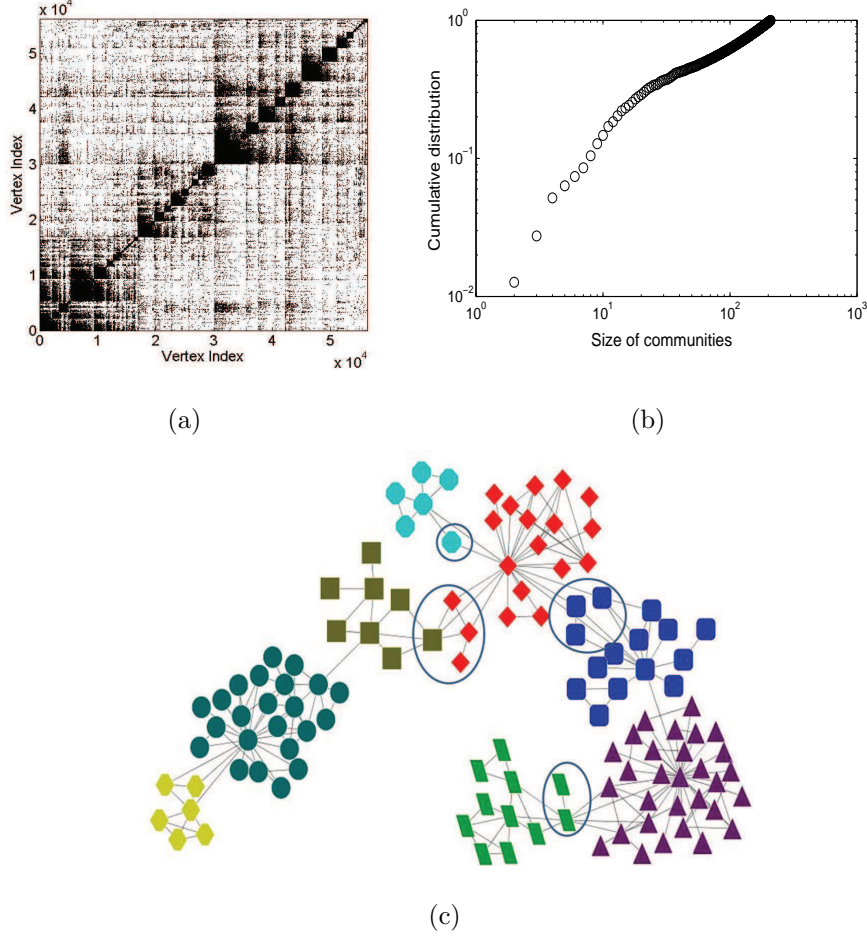 x 10^4
5
4
3
2
1
0
Vertex Index
0 1 2 3 4 5
Vertex Index
x 10^4
(a)
10^0
10^-1
10^-2
Cumulative distribution
10^0 10^1 10^2 10^3
Size of communities
(b)
(c)